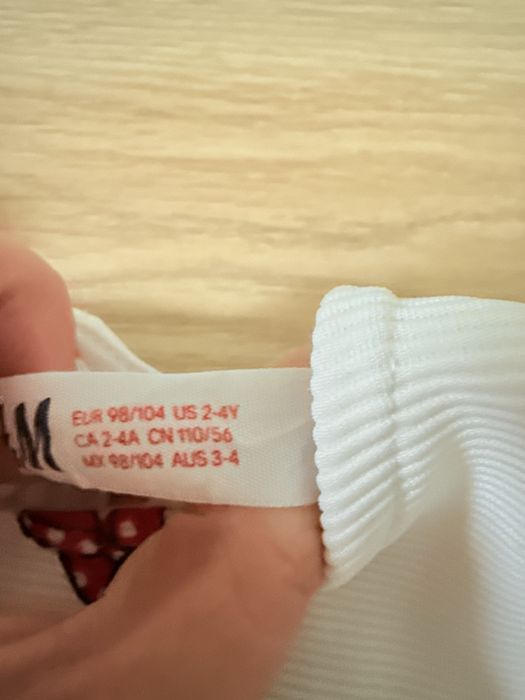 M
EUR 98/104 US 2-4Y
CA 2-4A CN 110/56
MX 98/104 AUS 3-4